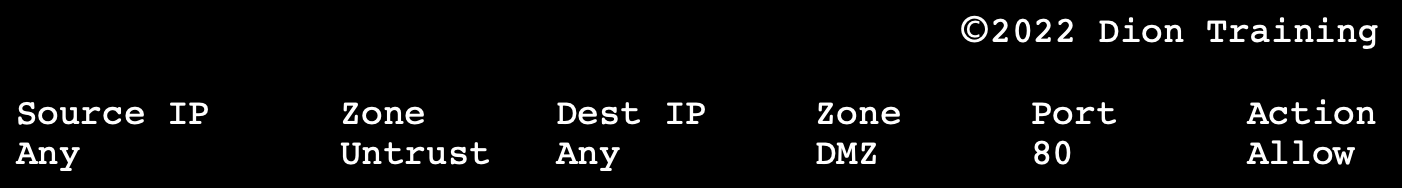 ©2022 Dion Training
Source IP Zone Dest IP Zone Port Action
Any Untrust Any DMZ 80 Allow